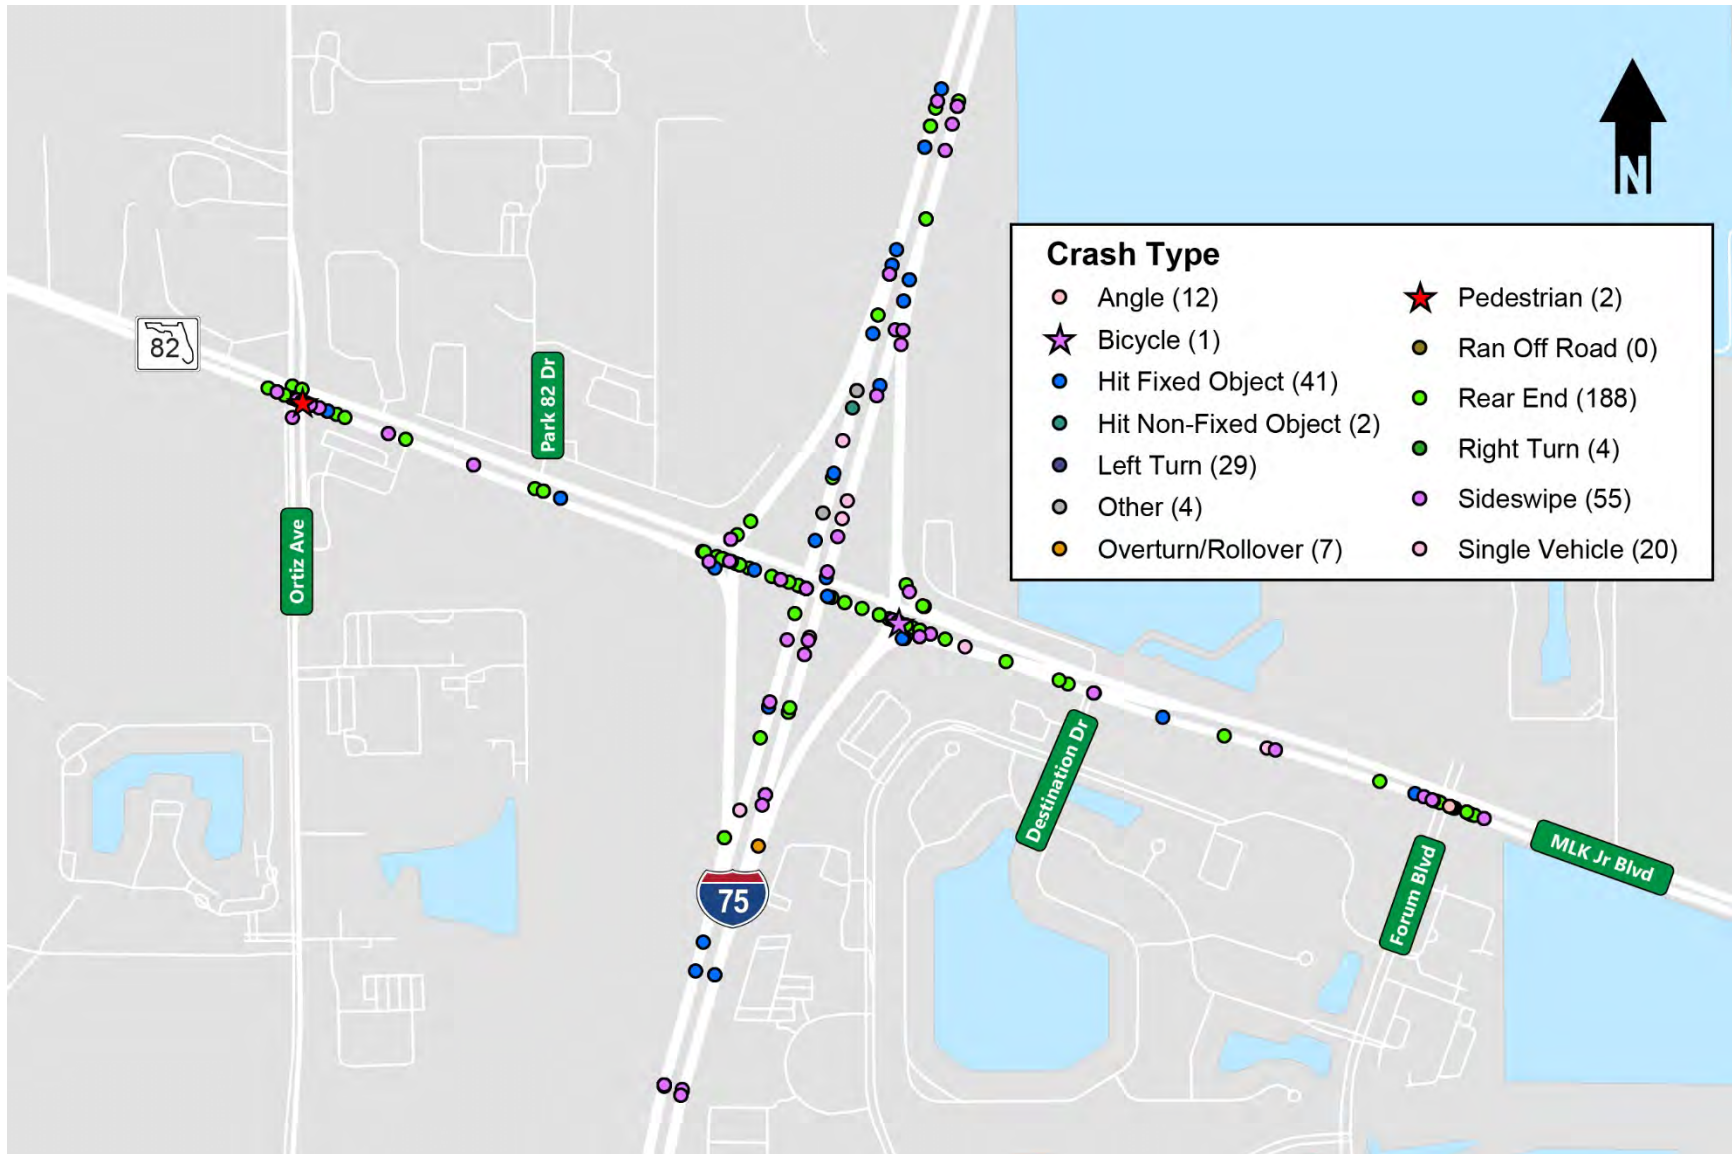 N
Crash Type
Angle (12)
Bicycle (1)
Hit Fixed Object (41)
Hit Non-Fixed Object (2)
Left Turn (29)
Other (4)
Overturn/Rollover (7)
Pedestrian (2)
Ran Off Road (0)
Rear End (188)
Right Turn (4)
Sideswipe (55)
Single Vehicle (20)
82
Park 82 Dr
Ortiz Ave
Destination Dr
MLK Jr Blvd
Forum Blvd
75